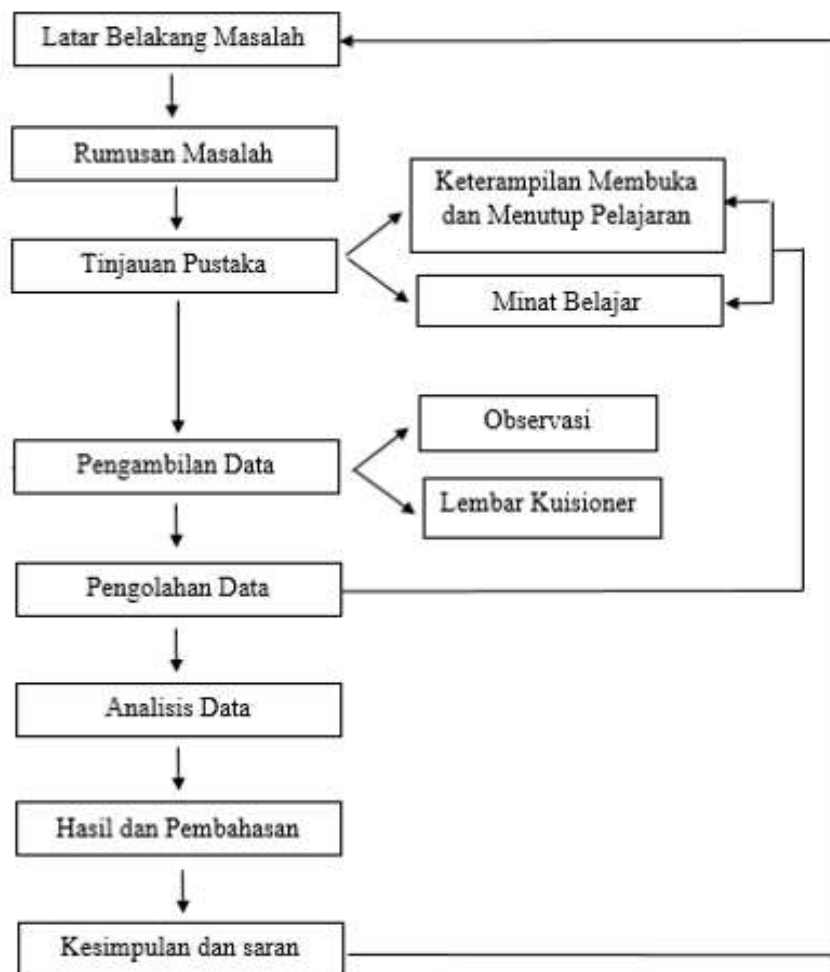 Latar Belakang Masalah
Rumusan Masalah
Keterampilan Membuka
dan Menutup Pelajaran
Tinjauan Pustaka
Minat Belajar
Observasi
Pengambilan Data
Lembar Kuisioner
Pengolahan Data
Analisis Data
Hasil dan Pembahasan
Kesimpulan dan saran